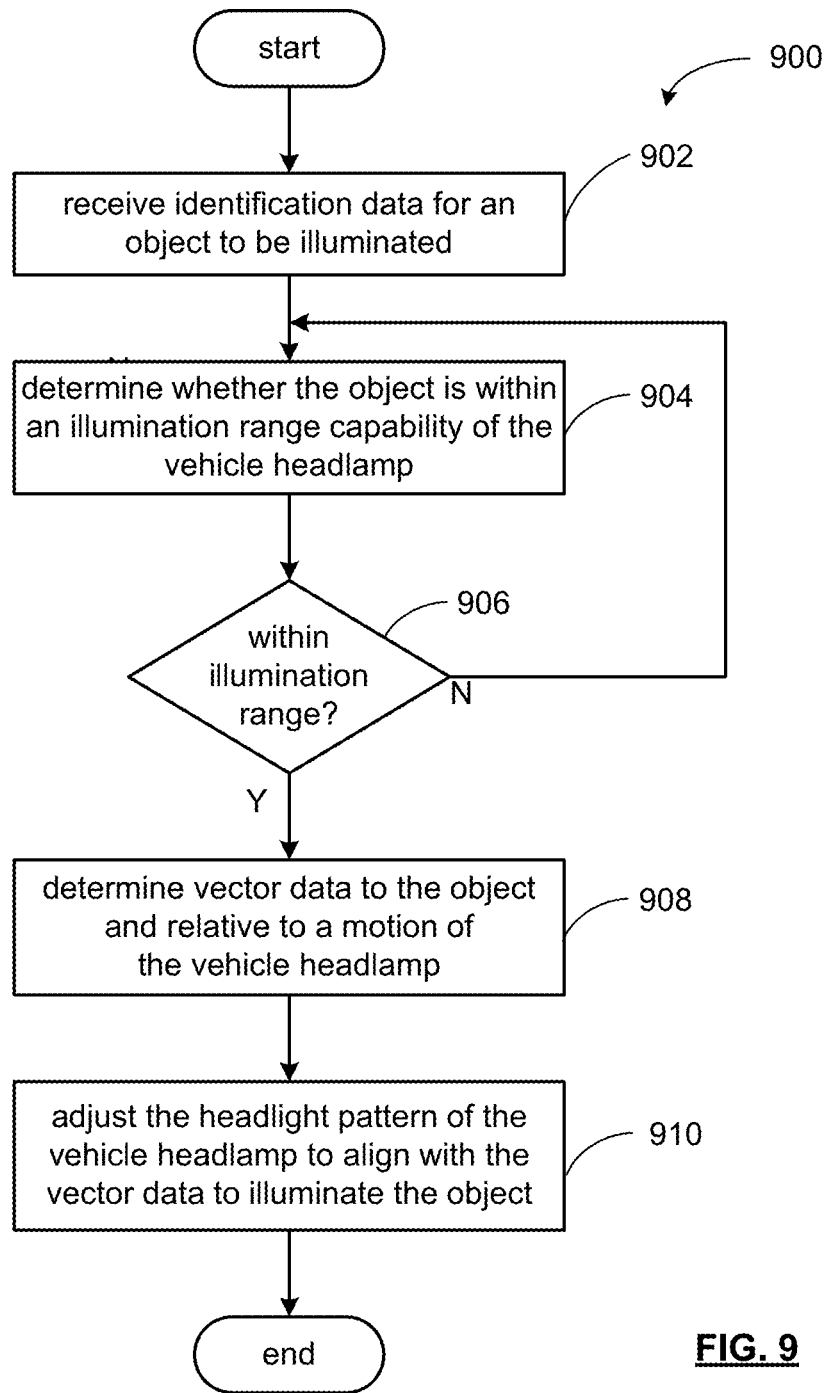 start
900
902
receive identification data for an
object to be illuminated
determine whether the object is within
an illumination range capability of the
vehicle headlamp
904
906
within
illumination
range?
N
Y
determine vector data to the object
and relative to a motion of
the vehicle headlamp
908
adjust the headlight pattern of the
vehicle headlamp to align with the
vector data to illuminate the object
910
end
FIG. 9